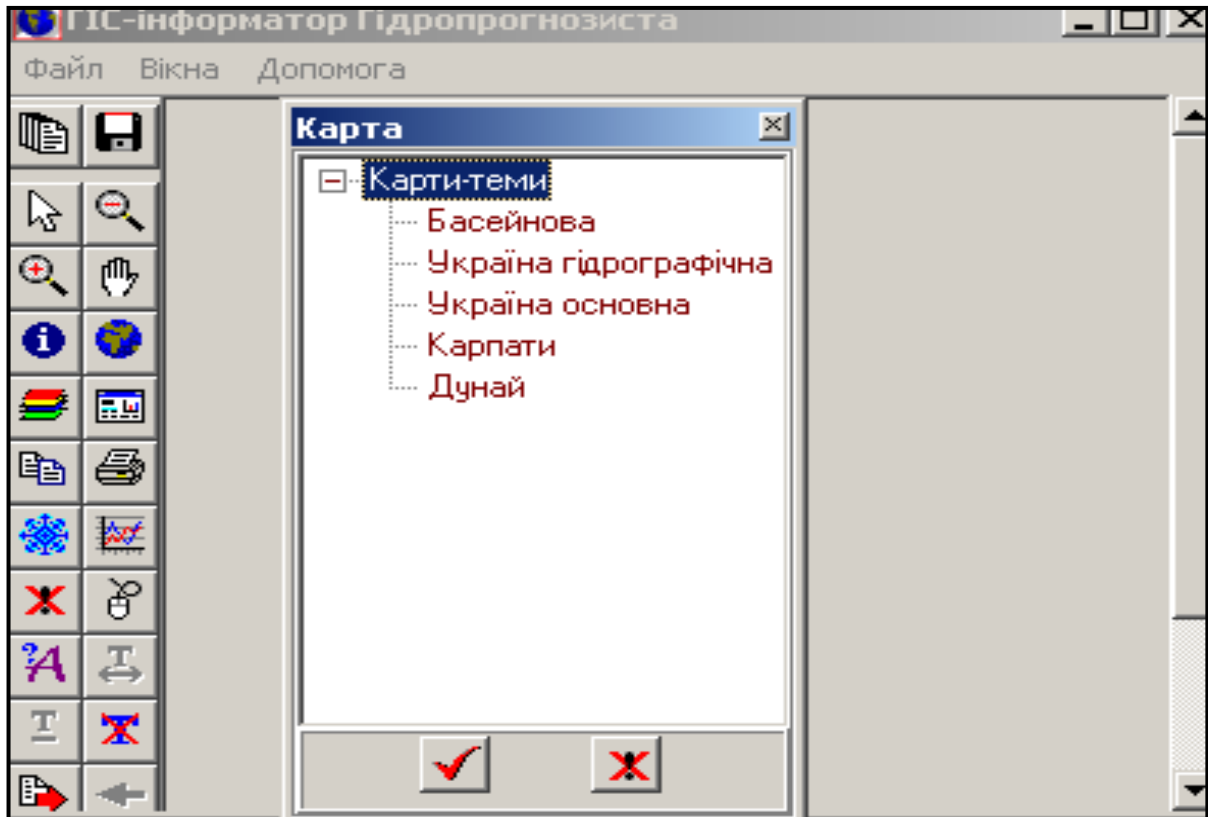 ГІС-інформатор Гідропрогнозиста
Файл Вікна Допомога
Карта
Карти-теми
Басейнова
Україна гідрографічна
Україна основна
Карпати
Дунай